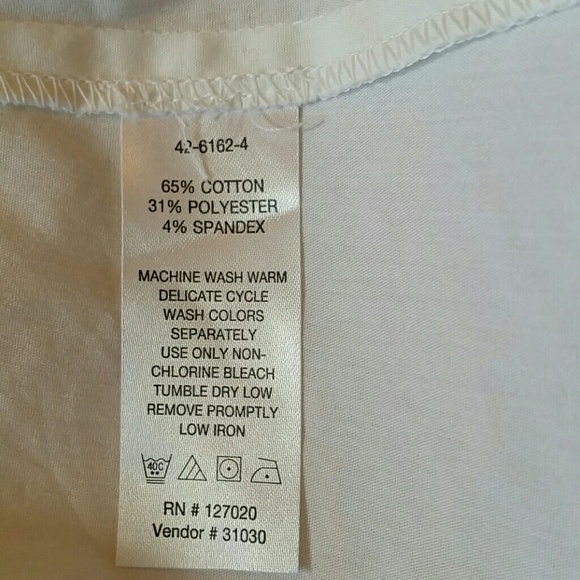 42-6162-4
65% COTTON
31% POLYESTER
4% SPANDEX
MACHINE WASH WARM
DELICATE CYCLE
WASH COLORS
SEPARATELY
USE ONLY NON-
CHLORINE BLEACH
TUMBLE DRY LOW
REMOVE PROMPTLY
LOW IRON
40C
RN # 127020
Vendor # 31030